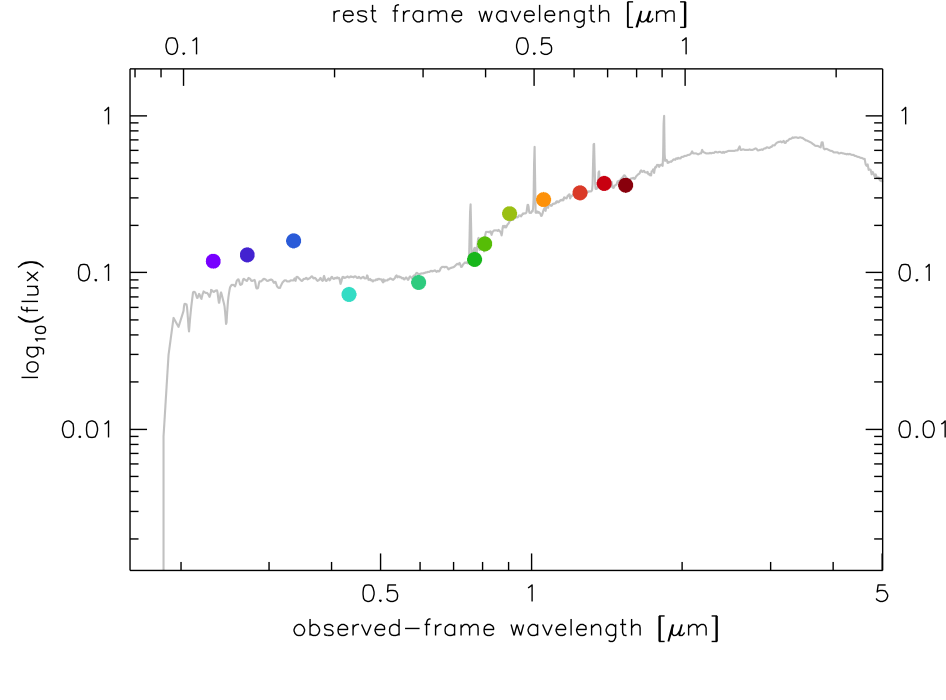 rest frame wavelength [μm]
0.1 0.5 1
1 1
0.1 0.1
log10(flux)
0.01 0.01
0.5 1 5
observed-frame wavelength [μm]